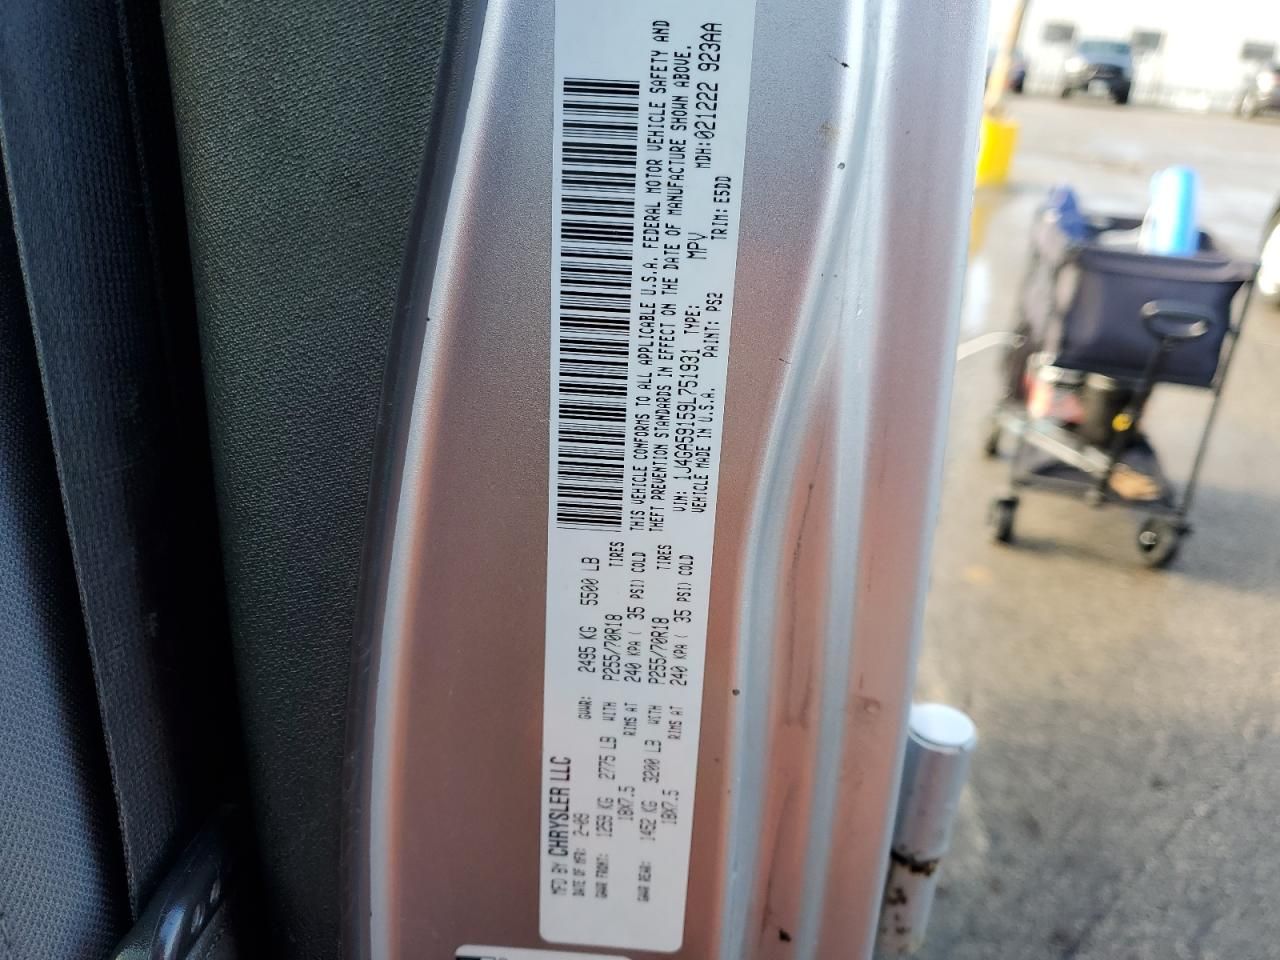 MFD BY CHRYSLER LLC
DATE OF MFR: 2-09 GVWR: 2495 KG 5500 LB
GAWR FRONT: 1259 KG 2775 LB WITH P255/70R18 TIRES
18X7.5 RIMS AT 240 KPA ( 35 PSI) COLD
GAWR REAR: 1452 KG 3200 LB WITH P255/70R18 TIRES
18X7.5 RIMS AT 240 KPA ( 35 PSI) COLD
THIS VEHICLE CONFORMS TO ALL APPLICABLE U.S.A. FEDERAL MOTOR VEHICLE SAFETY AND
THEFT PREVENTION STANDARDS IN EFFECT ON THE DATE OF MANUFACTURE SHOWN ABOVE.
VIN: 1J4GA59159L751931 TYPE: MPV MDH:021222 923AA
VEHICLE MADE IN U.S.A. PAINT: PS2 TRIM: E5DD